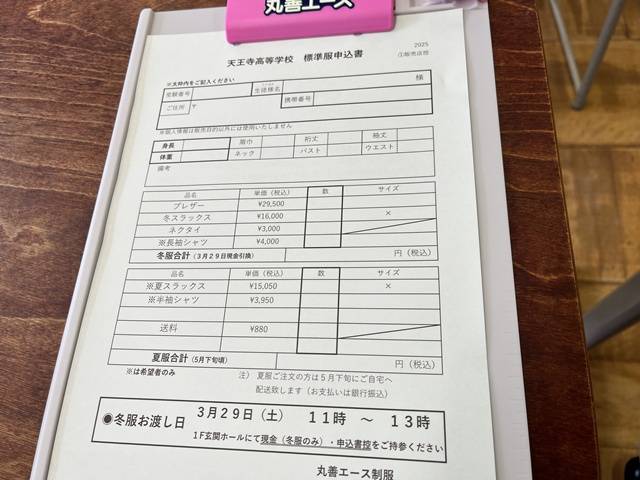 丸善エース
2025
天王寺高等学校 標準服申込書
①販売店控
※太枠内をご記入ください
受験番号 生徒様名 様
ご住所 〒 携帯番号
※個人情報は販売目的以外には使用いたしません
身長 肩巾 裄丈 袖丈
体重 ネック バスト ウエスト
備考
品名 単価（税込） 数 サイズ
ブレザー ¥29,500
冬スラックス ¥16,000 ×
ネクタイ ¥3,000
※長袖シャツ ¥4,000
冬服合計（3月29日現金引換） 円（税込）
品名 単価（税込） 数 サイズ
※夏スラックス ¥15,050 ×
※半袖シャツ ¥3,950
送料 ¥880
夏服合計（5月下旬頃） 円（税込）
※は希望者のみ
注） 夏服ご注文の方は5月下旬にご自宅へ
配送致します（お支払いは銀行振込）
◉冬服お渡し日 3月29日（土） 11時 ～ 13時
1F玄関ホールにて現金（冬服のみ）・申込書控をご持参ください
丸善エース制服